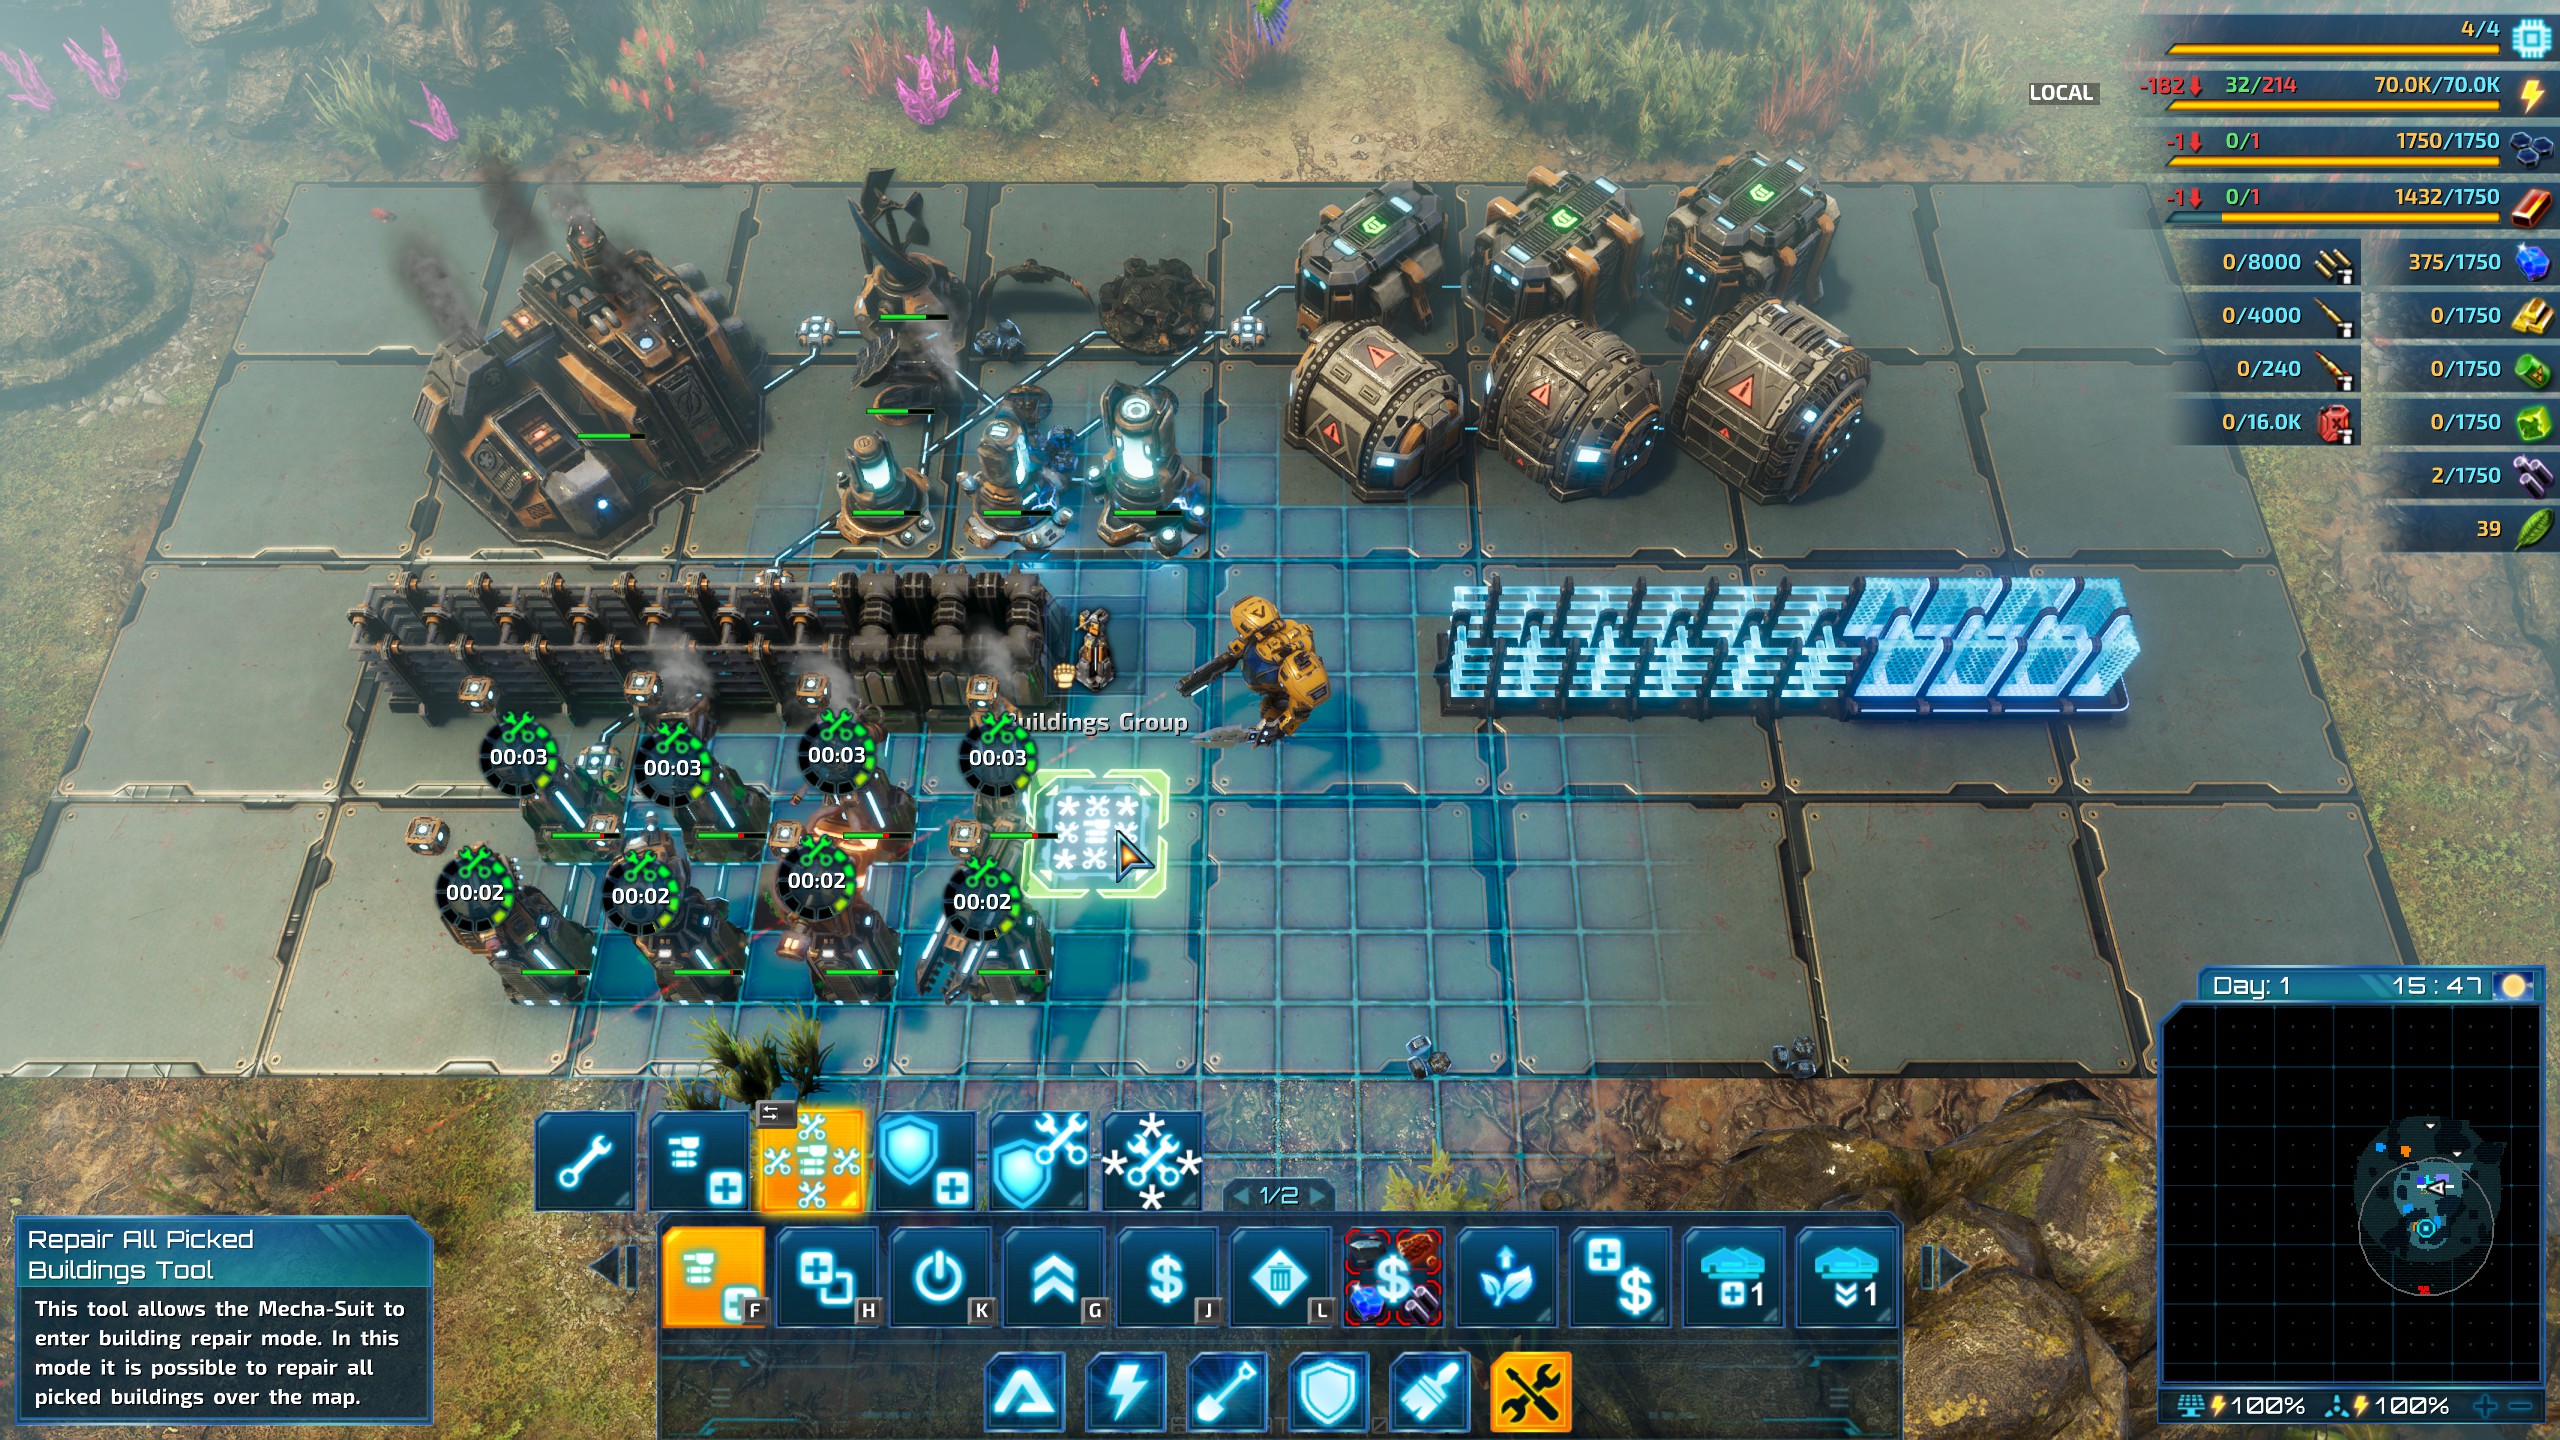 4/4
LOCAL
-182 32/214 70.0K/70.0K
-1 0/1 1750/1750
-1 0/1 1432/1750
0/8000 375/1750
0/4000 0/1750
0/240 0/1750
0/16.0K 0/1750
2/1750
39
Buildings Group
00:03 00:03 00:03 00:03
00:02 00:02 00:02 00:02
Day: 1 15:47
1/2
F H K G J L $ $ 1 1
Repair All Picked
Buildings Tool
This tool allows the Mecha-Suit to
enter building repair mode. In this
mode it is possible to repair all
picked buildings over the map.
100% 100%